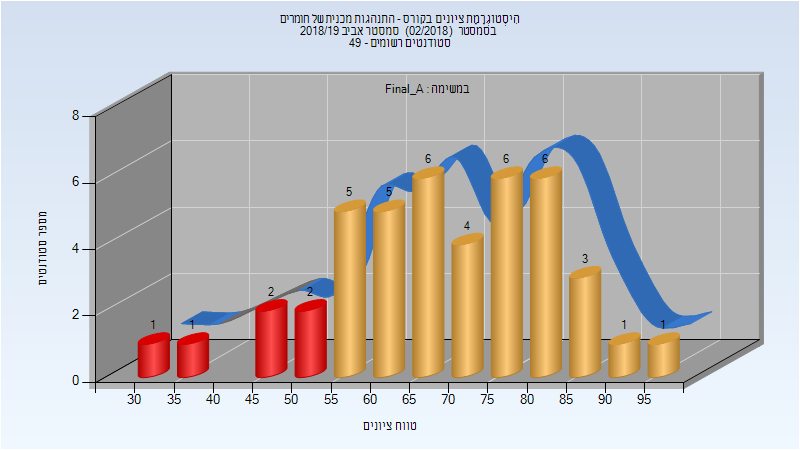 היסטוגרמת ציונים בקורס - התנהגות מכנית של חומרים
בסמסטר (02/2018) סמסטר אביב 2018/19
סטודנטים רשומים - 49
במשימה : Final_A
מספר סטודנטים
8
6
4
2
0
1
1
2
2
5
5
6
4
6
6
3
1
1
30 35 40 45 50 55 60 65 70 75 80 85 90 95
טווח ציונים